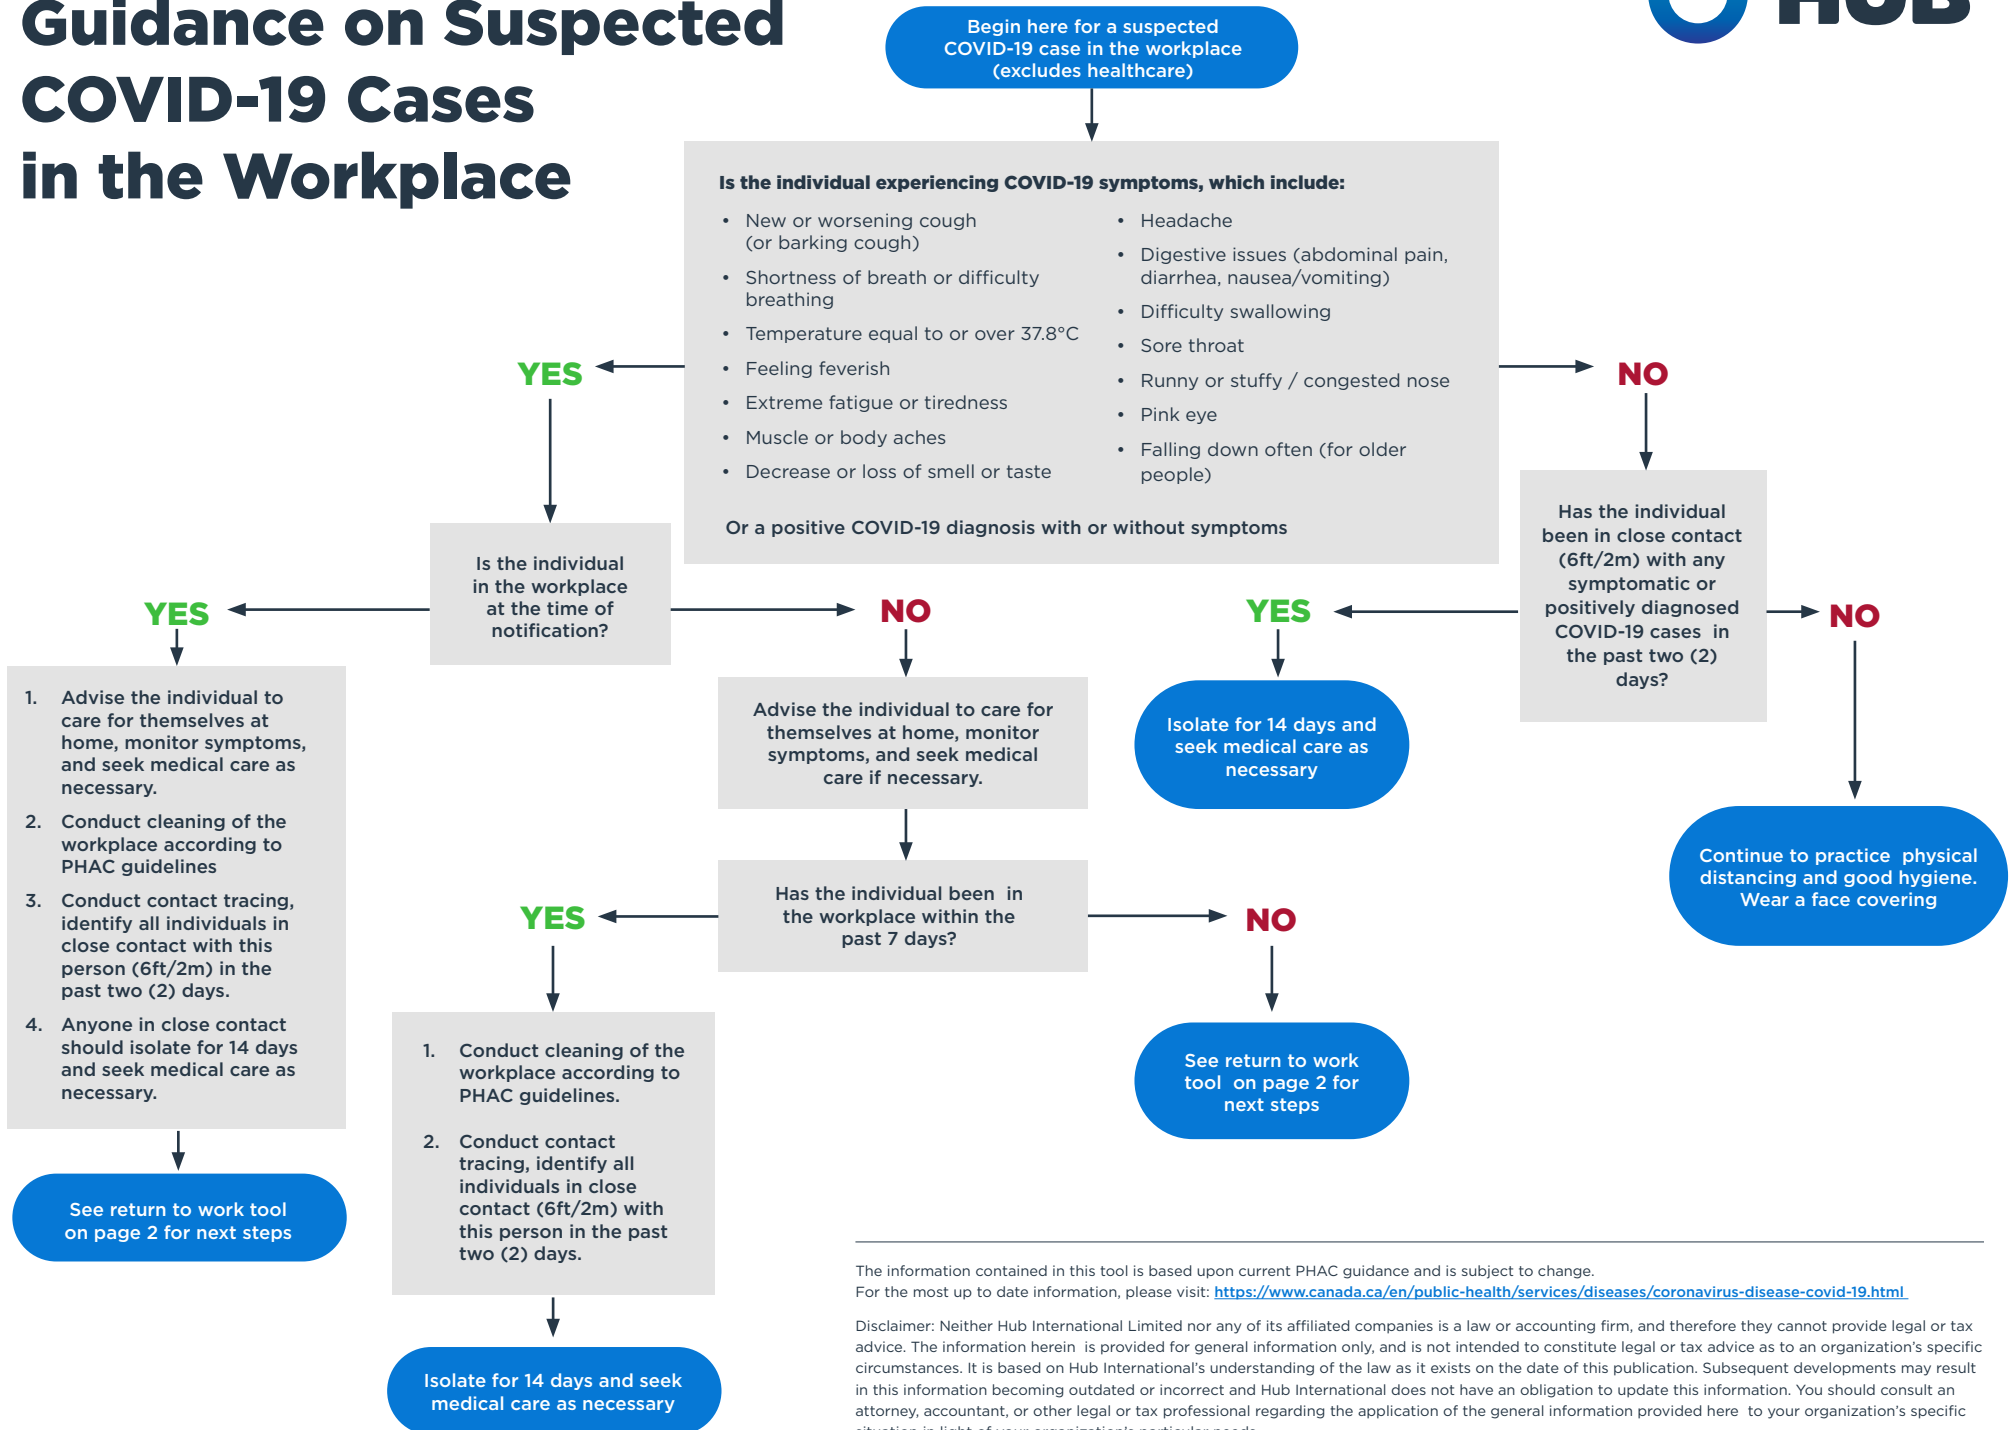 Guidance on Suspected
COVID-19 Cases
in the Workplace
HUB
Begin here for a suspected
COVID-19 case in the workplace
(excludes healthcare)
Is the individual experiencing COVID-19 symptoms, which include:
• New or worsening cough
(or barking cough)
• Shortness of breath or difficulty
breathing
• Temperature equal to or over 37.8°C
• Feeling feverish
• Extreme fatigue or tiredness
• Muscle or body aches
• Decrease or loss of smell or taste
• Headache
• Digestive issues (abdominal pain,
diarrhea, nausea/vomiting)
• Difficulty swallowing
• Sore throat
• Runny or stuffy / congested nose
• Pink eye
• Falling down often (for older
people)
Or a positive COVID-19 diagnosis with or without symptoms
YES
NO
Is the individual
in the workplace
at the time of
notification?
Has the individual
been in close contact
(6ft/2m) with any
symptomatic or
positively diagnosed
COVID-19 cases in
the past two (2)
days?
YES
NO
YES
NO
1. Advise the individual to
care for themselves at
home, monitor symptoms,
and seek medical care as
necessary.
2. Conduct cleaning of the
workplace according to
PHAC guidelines
3. Conduct contact tracing,
identify all individuals in
close contact with this
person (6ft/2m) in the
past two (2) days.
4. Anyone in close contact
should isolate for 14 days
and seek medical care as
necessary.
See return to work tool
on page 2 for next steps
Advise the individual to care for
themselves at home, monitor
symptoms, and seek medical
care if necessary.
Isolate for 14 days and
seek medical care as
necessary
Continue to practice physical
distancing and good hygiene.
Wear a face covering
Has the individual been in
the workplace within the
past 7 days?
YES
NO
1. Conduct cleaning of the
workplace according to
PHAC guidelines.
2. Conduct contact
tracing, identify all
individuals in close
contact (6ft/2m) with
this person in the past
two (2) days.
Isolate for 14 days and seek
medical care as necessary
See return to work
tool on page 2 for
next steps
The information contained in this tool is based upon current PHAC guidance and is subject to change.
For the most up to date information, please visit: https://www.canada.ca/en/public-health/services/diseases/coronavirus-disease-covid-19.html
Disclaimer: Neither Hub International Limited nor any of its affiliated companies is a law or accounting firm, and therefore they cannot provide legal or tax
advice. The information herein is provided for general information only, and is not intended to constitute legal or tax advice as to an organization's specific
circumstances. It is based on Hub International's understanding of the law as it exists on the date of this publication. Subsequent developments may result
in this information becoming outdated or incorrect and Hub International does not have an obligation to update this information. You should consult an
attorney, accountant, or other legal or tax professional regarding the application of the general information provided here to your organization's specific
situation in light of your organization's particular needs.